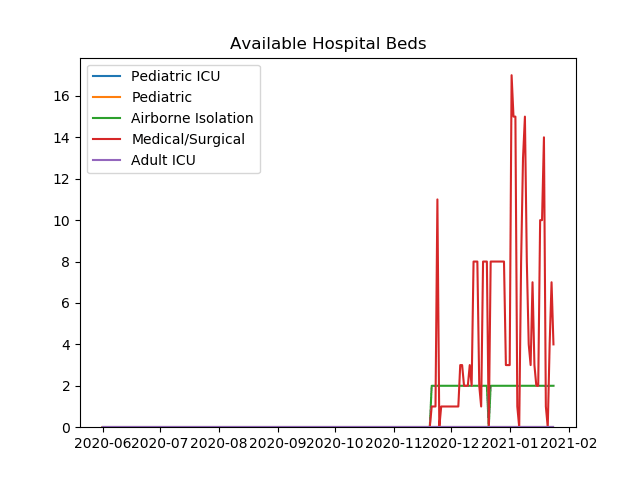 Available Hospital Beds
Pediatric ICU
Pediatric
Airborne Isolation
Medical/Surgical
Adult ICU
16
14
12
10
8
6
4
2
0
2020-06 2020-07 2020-08 2020-09 2020-10 2020-11 2020-12 2021-01 2021-02